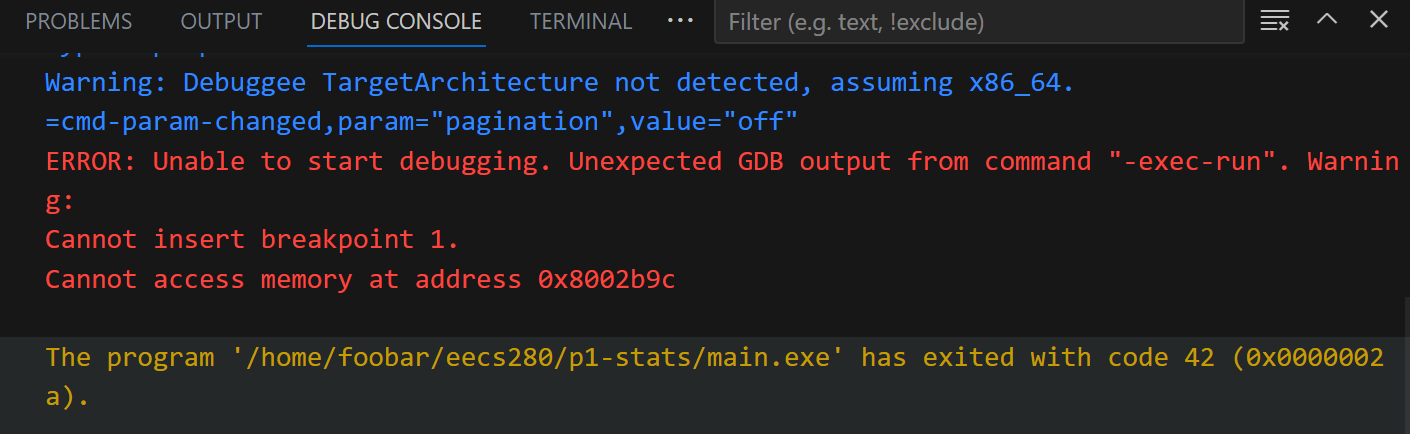 PROBLEMS OUTPUT DEBUG CONSOLE TERMINAL ··· Filter (e.g. text, !exclude)
Warning: Debuggee TargetArchitecture not detected, assuming x86_64.
=cmd-param-changed,param="pagination",value="off"
ERROR: Unable to start debugging. Unexpected GDB output from command "-exec-run". Warnin
g:
Cannot insert breakpoint 1.
Cannot access memory at address 0x8002b9c
The program '/home/foobar/eecs280/p1-stats/main.exe' has exited with code 42 (0x0000002
a).